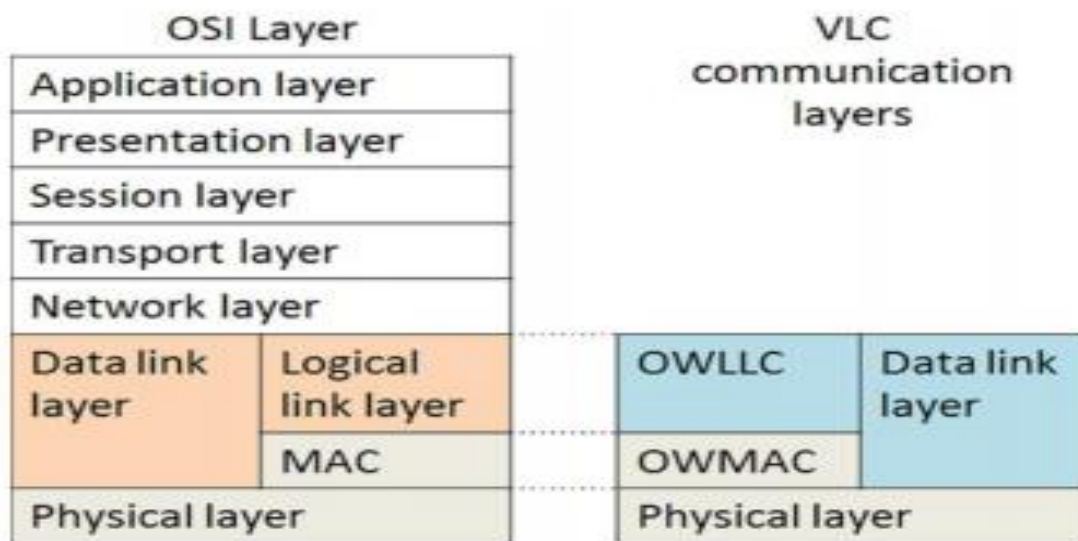 OSI Layer
Application layer
Presentation layer
Session layer
Transport layer
Network layer
Data link
layer
Logical
link layer
MAC
Physical layer
VLC
communication
layers
OWLLC
Data link
layer
OWMAC
Physical layer